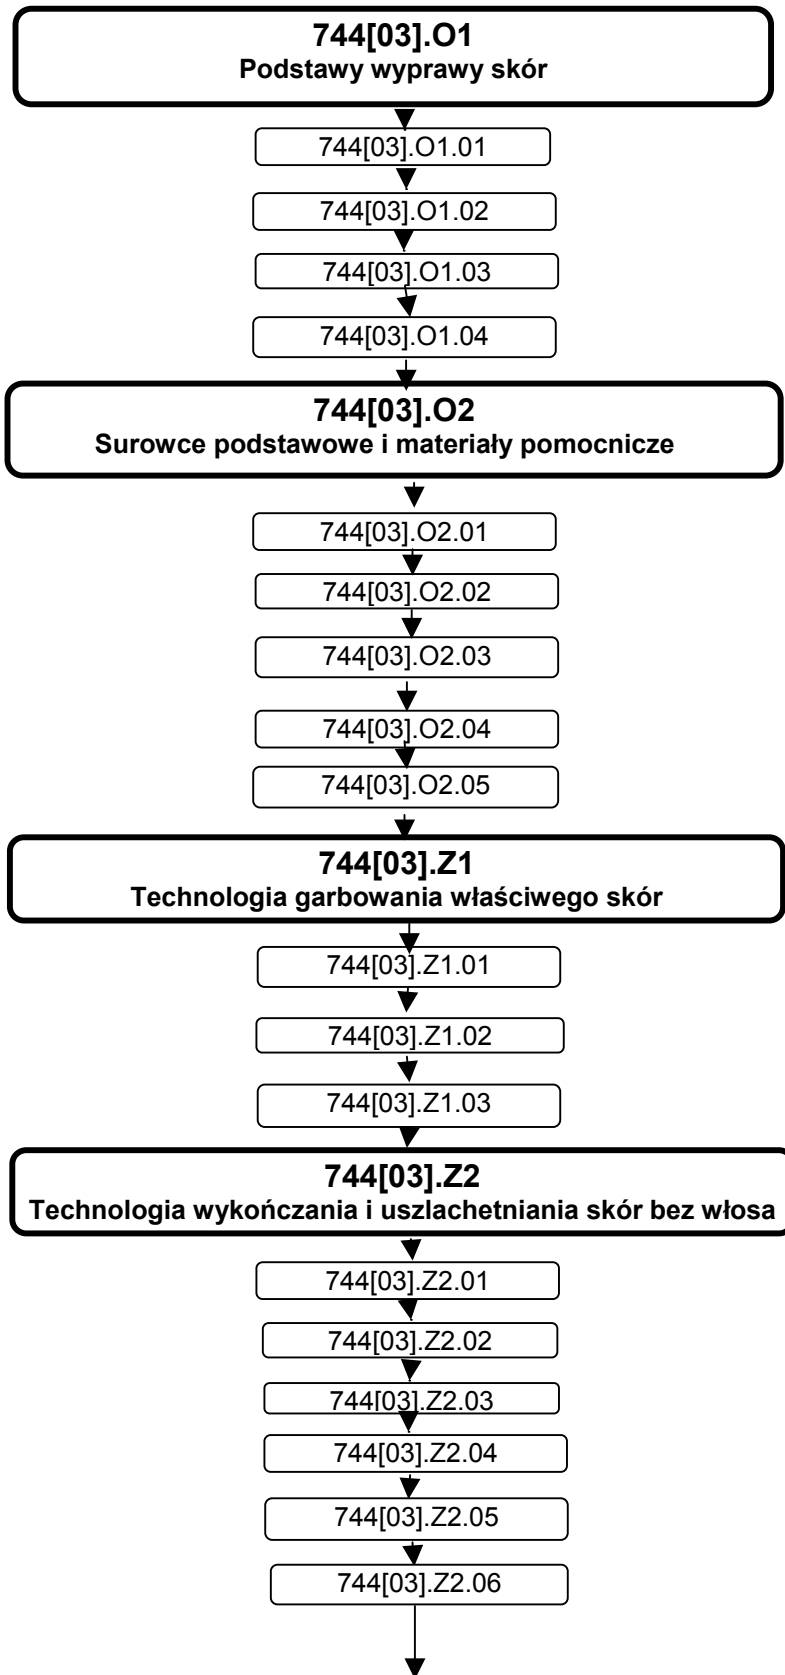 744[03].O1
Podstawy wyprawy skór
744[03].O1.01
744[03].O1.02
744[03].O1.03
744[03].O1.04
744[03].O2
Surowce podstawowe i materiały pomocnicze
744[03].O2.01
744[03].O2.02
744[03].O2.03
744[03].O2.04
744[03].O2.05
744[03].Z1
Technologia garbowania właściwego skór
744[03].Z1.01
744[03].Z1.02
744[03].Z1.03
744[03].Z2
Technologia wykończania i uszlachetniania skór bez włosa
744[03].Z2.01
744[03].Z2.02
744[03].Z2.03
744[03].Z2.04
744[03].Z2.05
744[03].Z2.06